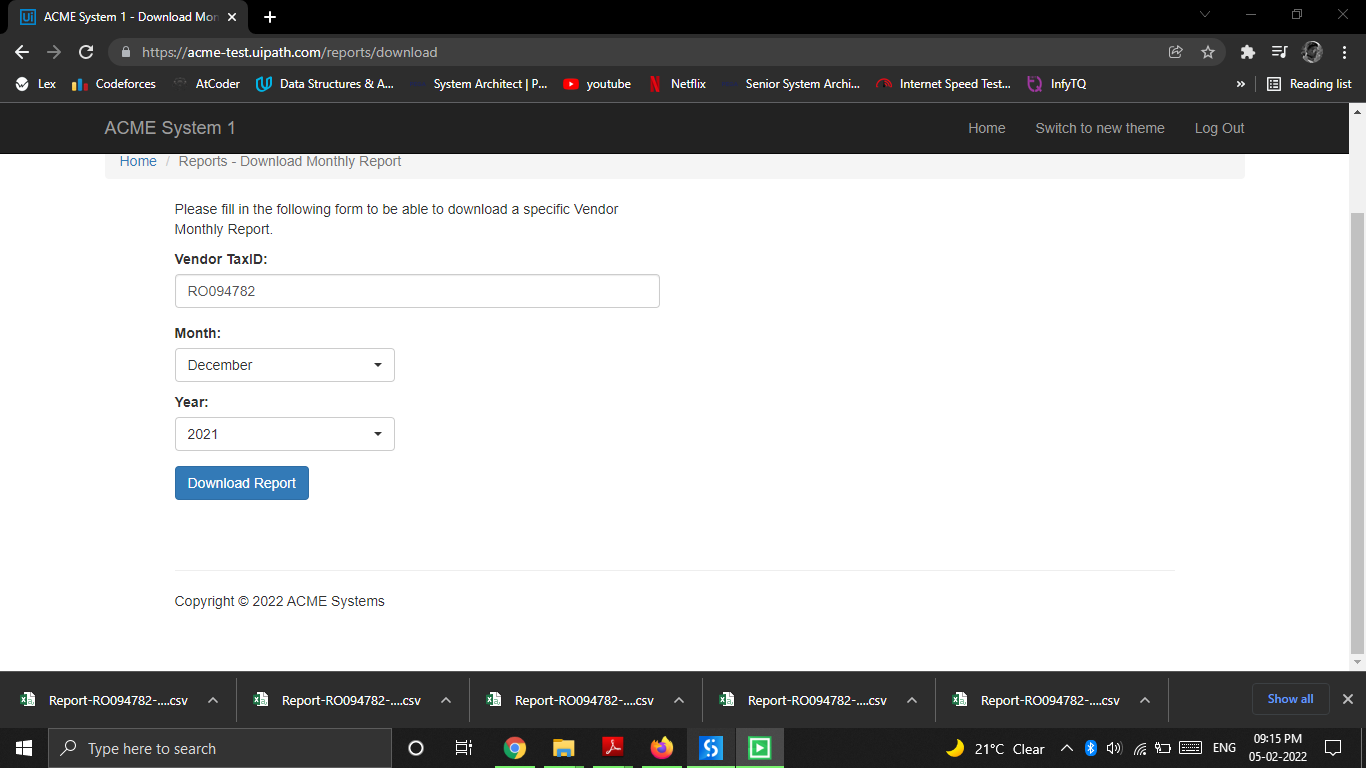 ACME System 1 - Download Mon
https://acme-test.uipath.com/reports/download
Lex Codeforces AtCoder Data Structures & A... System Architect | P... youtube Netflix Senior System Archi... Internet Speed Test... InfyTQ » Reading list
ACME System 1 Home Switch to new theme Log Out
Home / Reports - Download Monthly Report
Please fill in the following form to be able to download a specific Vendor
Monthly Report.
Vendor TaxID:
RO094782
Month:
December
Year:
2021
Download Report
Copyright © 2022 ACME Systems
Report-RO094782-....csv Report-RO094782-....csv Report-RO094782-....csv Report-RO094782-....csv Report-RO094782-....csv Show all
Type here to search 21°C Clear ENG 09:15 PM
05-02-2022